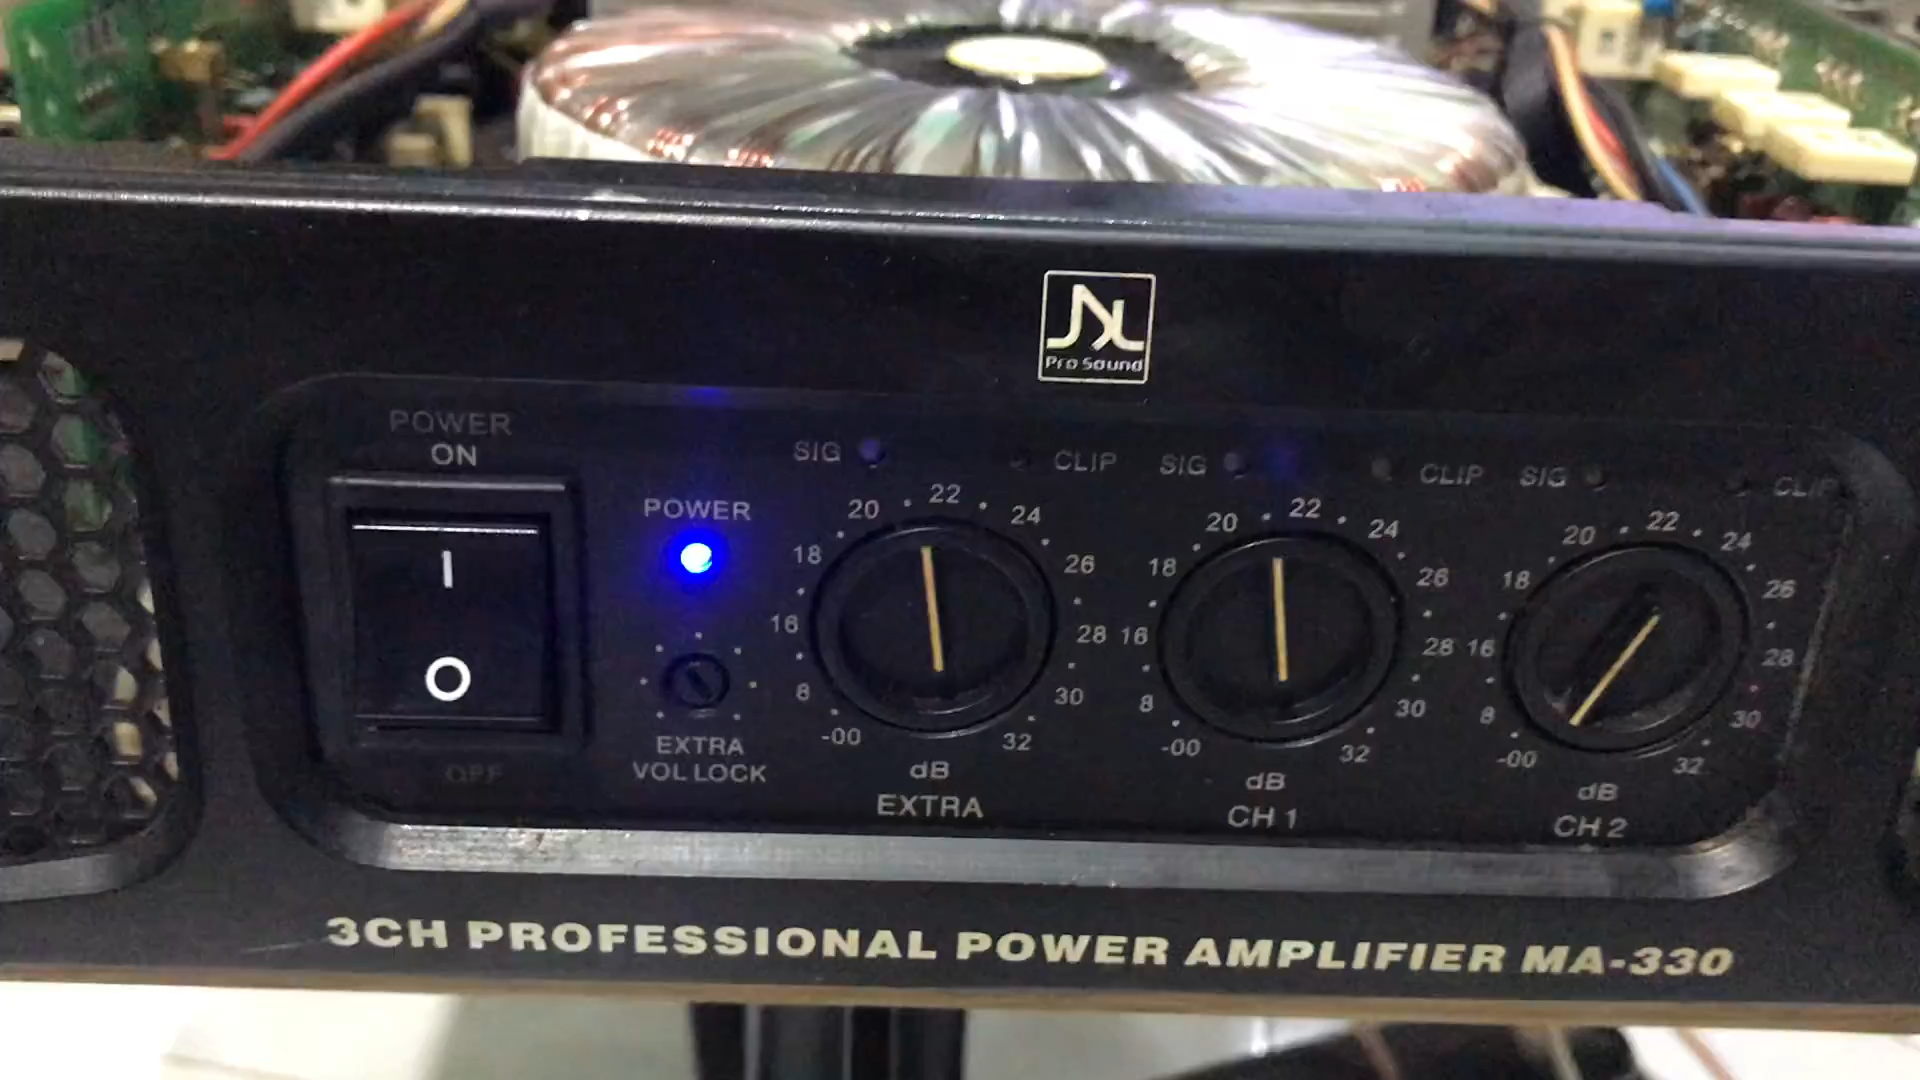 Pro Sound
POWER
ON
OFF
POWER
EXTRA
VOL LOCK
SIG
CLIP
-00 8 16 18 20 22 24 26 28 30 32
dB
EXTRA
SIG
CLIP
-00 8 16 18 20 22 24 26 28 30 32
dB
CH 1
SIG
CLIP
-00 8 16 18 20 22 24 26 28 30 32
dB
CH 2
3CH PROFESSIONAL POWER AMPLIFIER MA-330